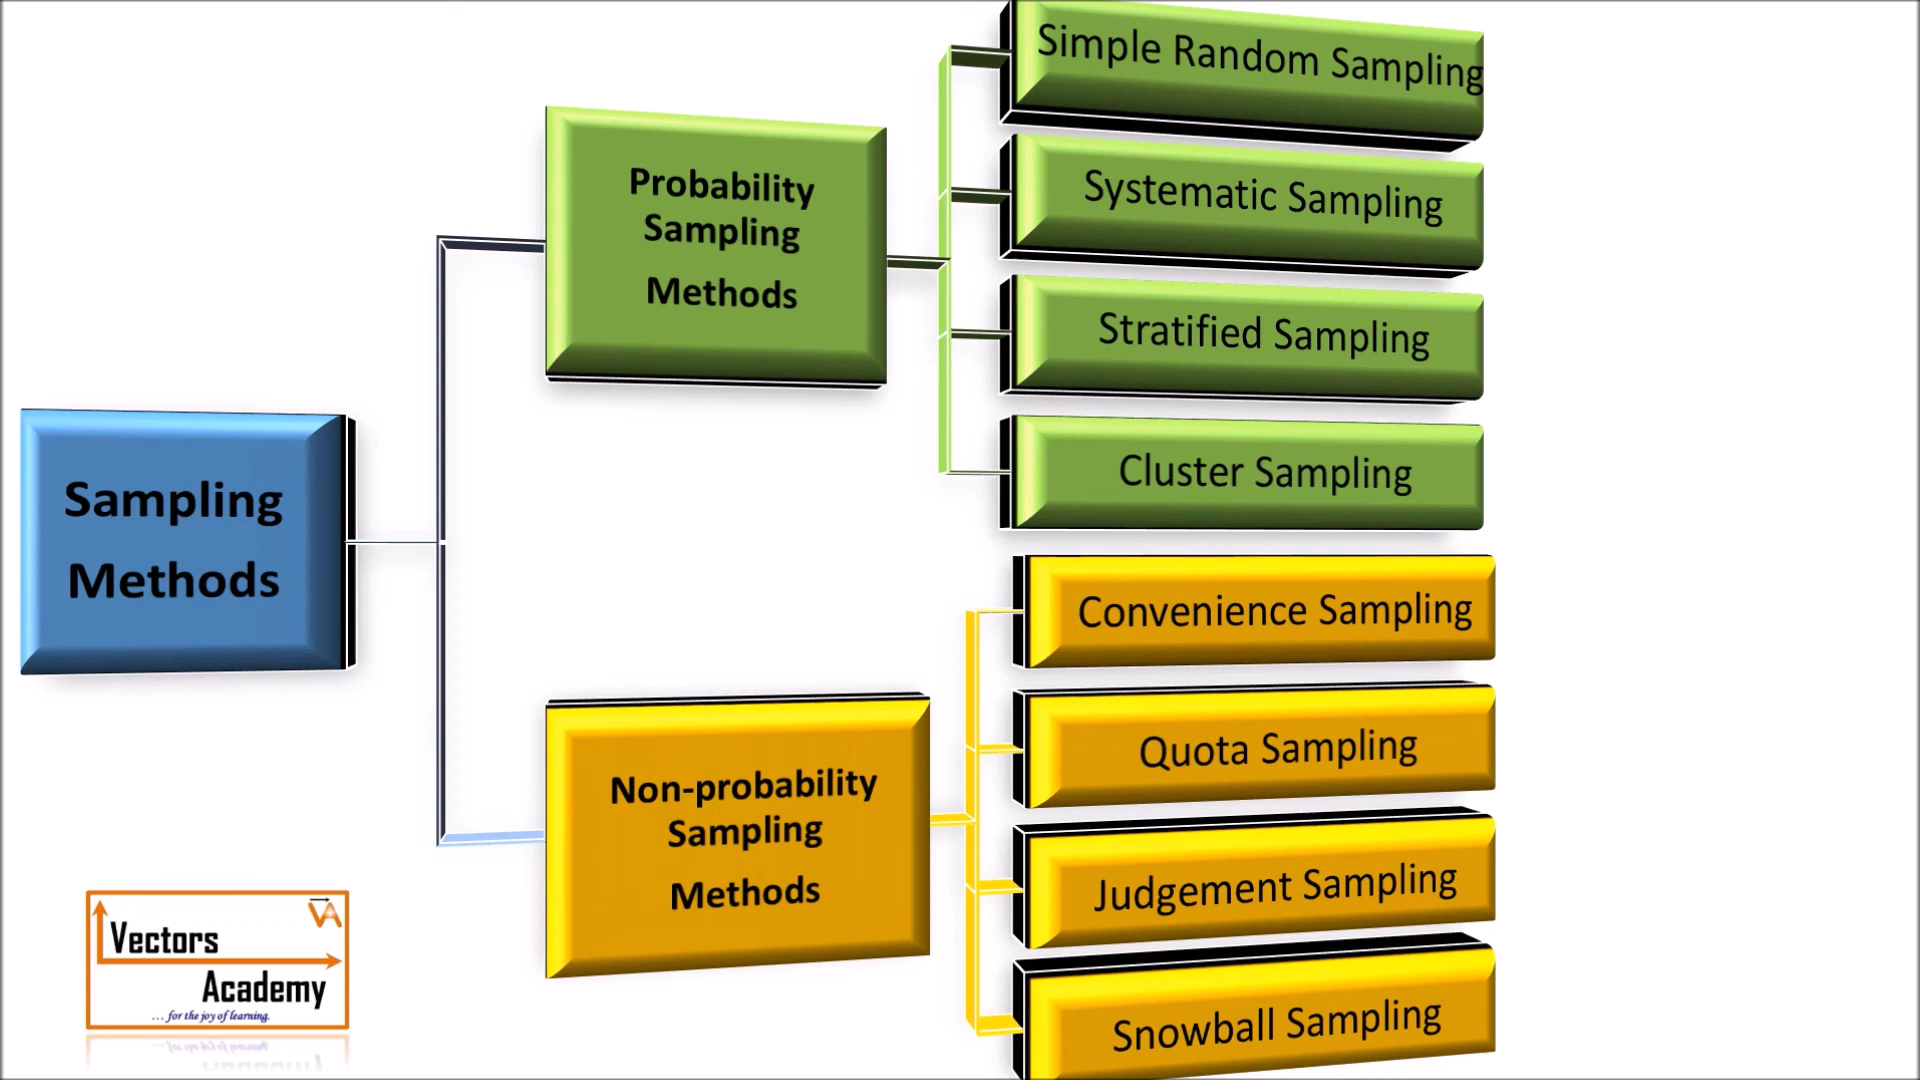 Sampling
Methods
Probability
Sampling
Methods
Simple Random Sampling
Systematic Sampling
Stratified Sampling
Cluster Sampling
Non-probability
Sampling
Methods
Convenience Sampling
Quota Sampling
Judgement Sampling
Snowball Sampling
VA
Vectors
Academy
... for the joy of learning.